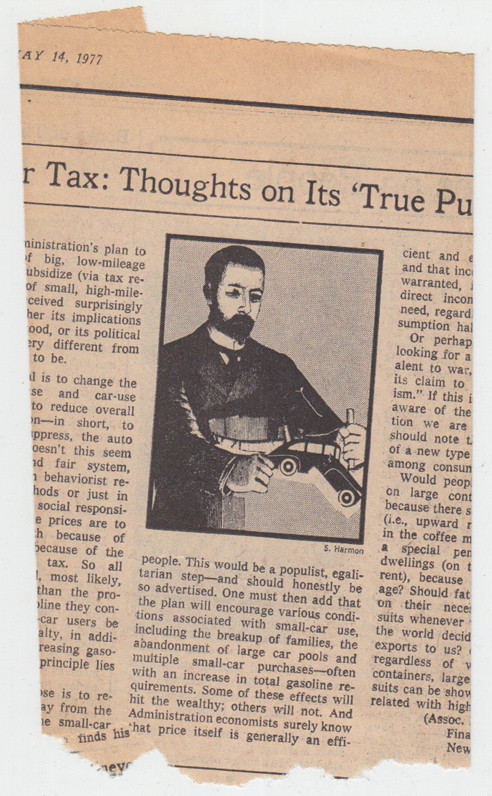 AY 14, 1977
r Tax: Thoughts on Its ‘True Pu
ministration's plan to
of big, low-mileage
ubsidize (via tax re-
of small, high-mile-
ceived surprisingly
her its implications
ood, or its political
ery different from
to be.
l is to change the
se and car-use
to reduce overall
on—in short, to
uppress, the auto
oesn't this seem
nd fair system,
n behaviorist re-
hods or just in
social responsi-
e prices are to
h because of
because of the
tax. So all
l, most likely,
than the pro-
pline they con-
-car users be
alty, in addi-
reasing gaso-
principle lies
ose is to re-
ay from the
e small-car
finds his
S. Harmon
people. This would be a populist, egali-
tarian step—and should honestly be
so advertised. One must then add that
the plan will encourage various condi-
tions associated with small-car use,
including the breakup of families, the
abandonment of large car pools and
multiple small-car purchases—often
with an increase in total gasoline re-
quirements. Some of these effects will
hit the wealthy; others will not. And
Administration economists surely know
that price itself is generally an effi-
cient and e
and that inc
warranted,
direct incom
need, regard
sumption hal
Or perhap
looking for a
alent to war,
its claim to
ism." If this i
aware of the
tion we are
should note t
of a new type
among consum
Would peop
on large cont
because there s
(i.e., upward r
in the coffee m
a special pen
dwellings (on t
rent), because
age? Should fat
on their nece
suits whenever
the world decid
exports to us?
regardless of v
containers, large
suits can be show
related with high
(Assoc.
Fina
New